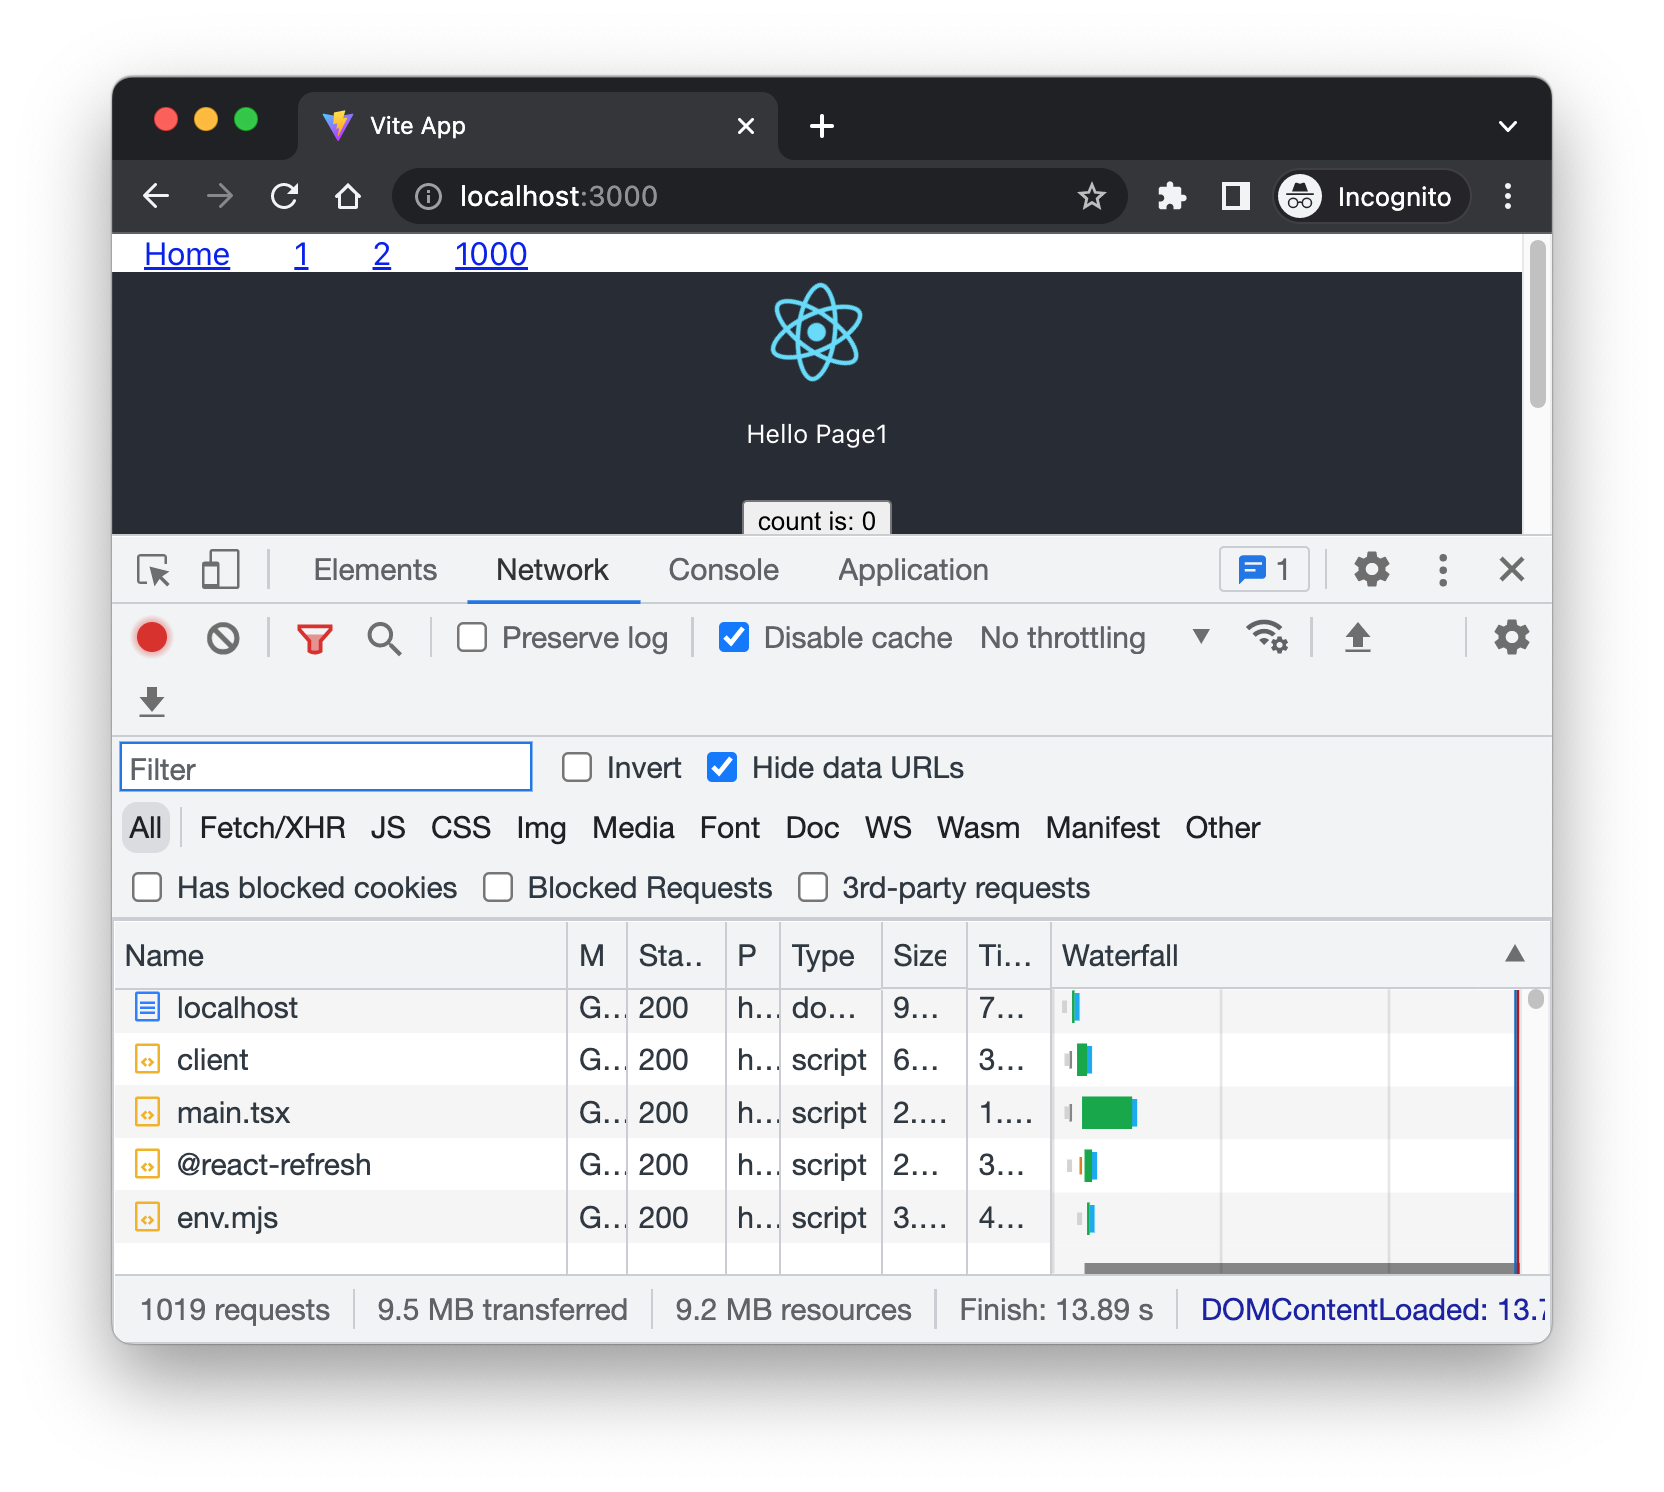 Vite App
localhost:3000
Incognito
Home 1 2 1000
Hello Page1
count is: 0
Elements Network Console Application 1
Preserve log Disable cache No throttling
Filter Invert Hide data URLs
All Fetch/XHR JS CSS Img Media Font Doc WS Wasm Manifest Other
Has blocked cookies Blocked Requests 3rd-party requests
Name M Sta.. P Type Size Ti... Waterfall
localhost G... 200 h... do... 9... 7...
client G... 200 h... script 6... 3...
main.tsx G... 200 h... script 2.... 1....
@react-refresh G... 200 h... script 2... 3...
env.mjs G... 200 h... script 3.... 4...
1019 requests 9.5 MB transferred 9.2 MB resources Finish: 13.89 s DOMContentLoaded: 13.7